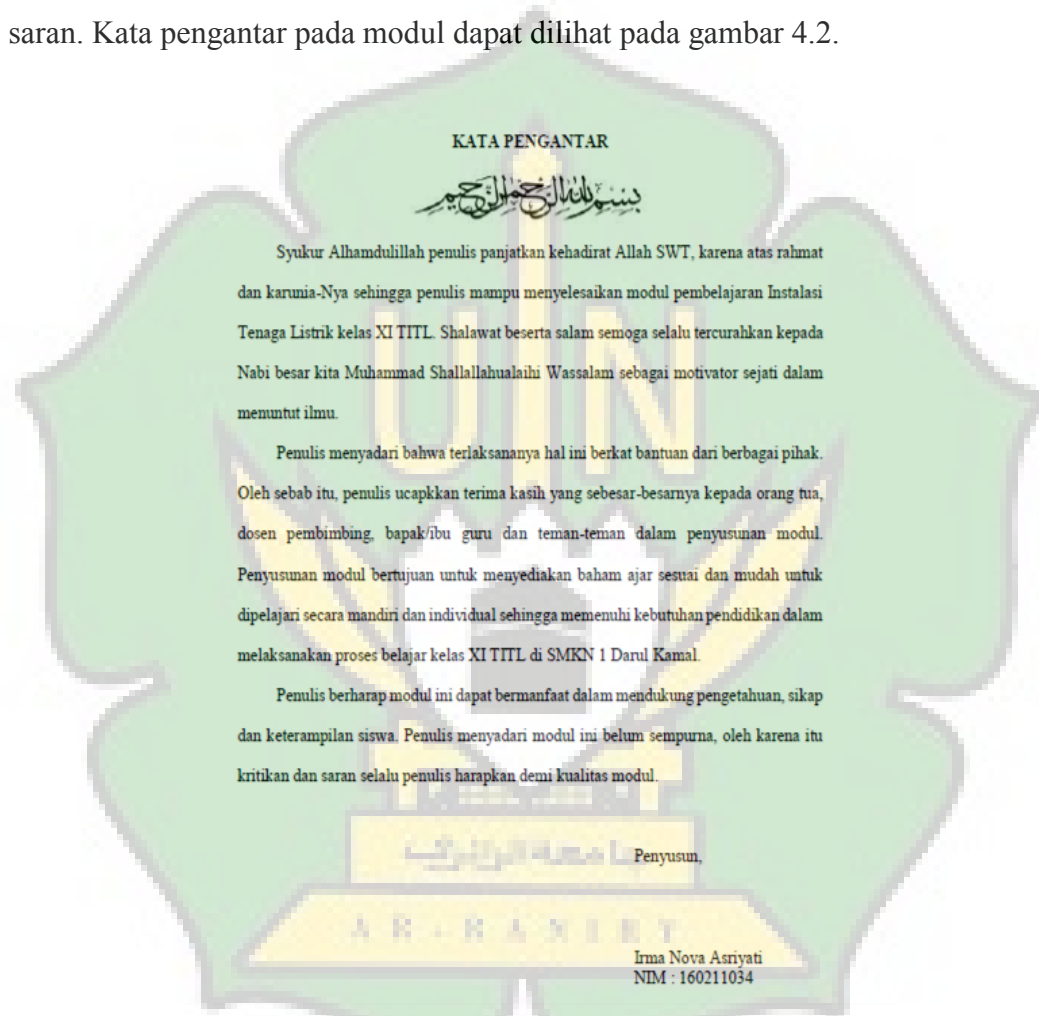 saran. Kata pengantar pada modul dapat dilihat pada gambar 4.2.
KATA PENGANTAR
بِسْمِ اللهِ الرَّحْمٰنِ الرَّحِيْمِ
Syukur Alhamdulillah penulis panjatkan kehadirat Allah SWT, karena atas rahmat
dan karunia-Nya sehingga penulis mampu menyelesaikan modul pembelajaran Instalasi
Tenaga Listrik kelas XI TITL. Shalawat beserta salam semoga selalu tercurahkan kepada
Nabi besar kita Muhammad Shallallahualaihi Wassalam sebagai motivator sejati dalam
menuntut ilmu.
Penulis menyadari bahwa terlaksananya hal ini berkat bantuan dari berbagai pihak.
Oleh sebab itu, penulis ucapkkan terima kasih yang sebesar-besarnya kepada orang tua,
dosen pembimbing, bapak/ibu guru dan teman-teman dalam penyusunan modul.
Penyusunan modul bertujuan untuk menyediakan baham ajar sesuai dan mudah untuk
dipelajari secara mandiri dan individual sehingga memenuhi kebutuhan pendidikan dalam
melaksanakan proses belajar kelas XI TITL di SMKN 1 Darul Kamal.
Penulis berharap modul ini dapat bermanfaat dalam mendukung pengetahuan, sikap
dan keterampilan siswa. Penulis menyadari modul ini belum sempurna, oleh karena itu
kritikan dan saran selalu penulis harapkan demi kualitas modul.
Penyusun,
Irma Nova Asriyati
NIM : 160211034
UIN
جامعة الرانيري
AR-RANIRY